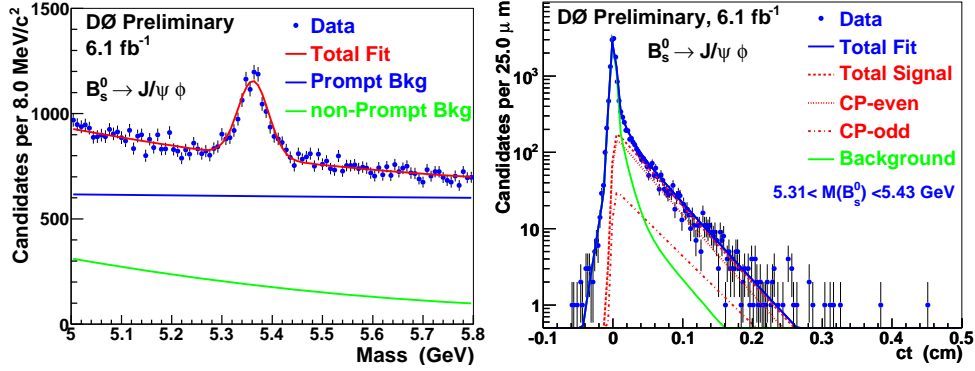 DØ Preliminary
6.1 fb⁻¹
B⁰ₛ → J/ψ ϕ
Data
Total Fit
Prompt Bkg
non-Prompt Bkg
Candidates per 8.0 MeV/c²
1500
1000
500
0
5 5.1 5.2 5.3 5.4 5.5 5.6 5.7 5.8
Mass (GeV)
DØ Preliminary, 6.1 fb⁻¹
B⁰ₛ → J/ψ ϕ
Data
Total Fit
Total Signal
CP-even
CP-odd
Background
5.31< M(B⁰ₛ) <5.43 GeV
Candidates per 25.0 μ m
10³
10²
10
1
-0.1 0 0.1 0.2 0.3 0.4 0.5
ct (cm)